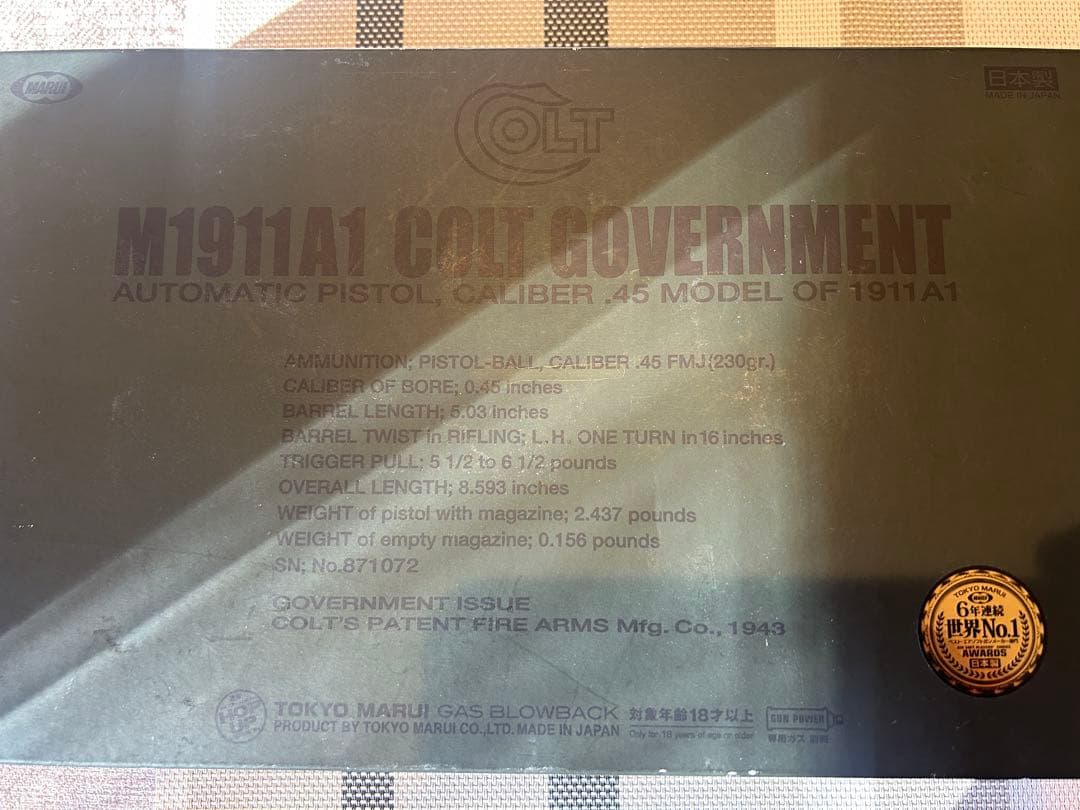 MARUI
日本製
MADE IN JAPAN
COLT
M1911A1 COLT GOVERNMENT
AUTOMATIC PISTOL, CALIBER .45 MODEL OF 1911A1
AMMUNITION; PISTOL-BALL, CALIBER .45 FMJ(230gr.)
CALIBER OF BORE; 0.45 inches
BARREL LENGTH; 5.03 inches
BARREL TWIST in RIFLING; L.H. ONE TURN in 16 inches
TRIGGER PULL; 5 1/2 to 6 1/2 pounds
OVERALL LENGTH; 8.593 inches
WEIGHT of pistol with magazine; 2.437 pounds
WEIGHT of empty magazine; 0.156 pounds
SN; No.871072
GOVERNMENT ISSUE
COLT'S PATENT FIRE ARMS Mfg. Co., 1943
TOKYO MARUI
MARUI
6年連続
世界No.1
AWARDS
日本製
HOP UP
TOKYO MARUI GAS BLOWBACK
PRODUCT BY TOKYO MARUI CO.,LTD. MADE IN JAPAN
対象年齢18才以上
Only for 18 years of age or older
GUN POWER
専用ガス 別売